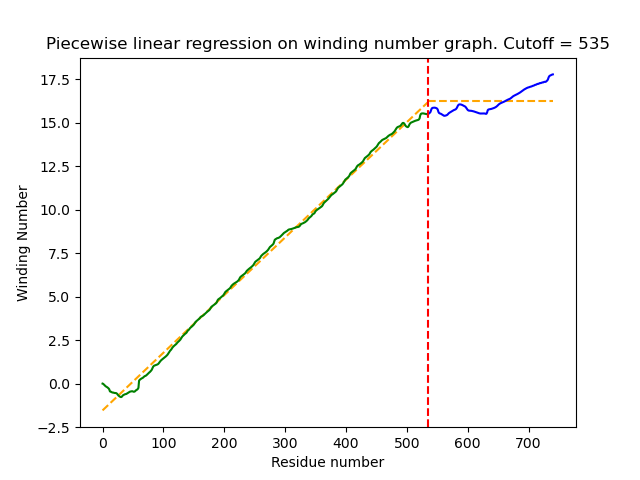 Piecewise linear regression on winding number graph. Cutoff = 535
17.5
15.0
12.5
10.0
7.5
5.0
2.5
0.0
−2.5
Winding Number
0 100 200 300 400 500 600 700
Residue number